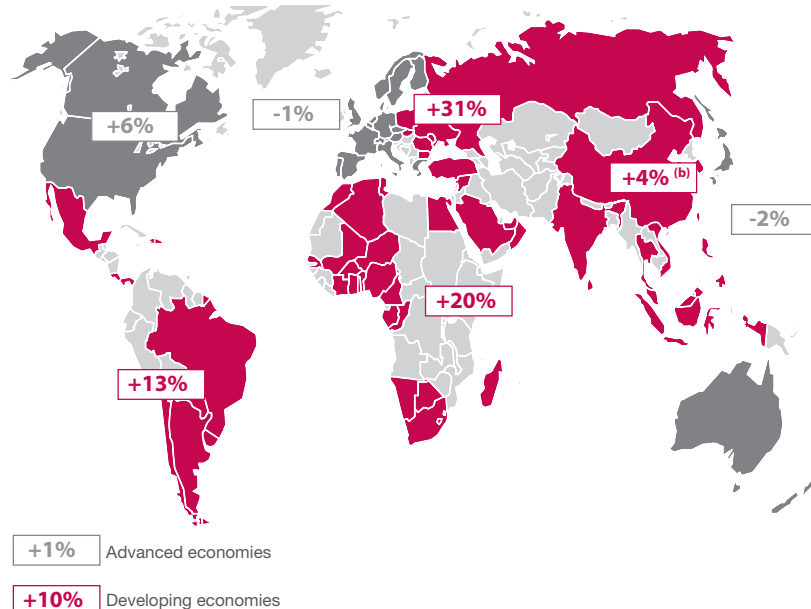 +6%
-1%
+31%
+4% (b)
-2%
+20%
+13%
+1% Advanced economies
+10% Developing economies